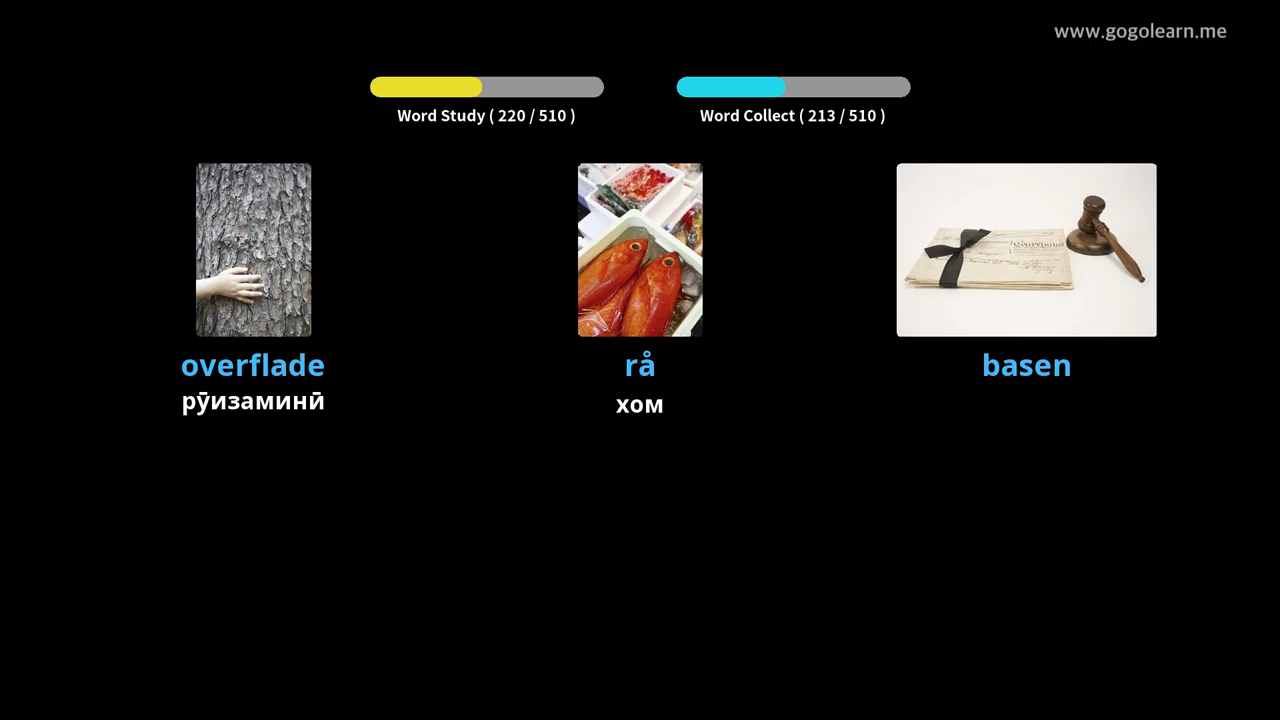 www.gogolearn.me
Word Study ( 220 / 510 )
Word Collect ( 213 / 510 )
overflade
rå
basen
рӯизаминӣ
хом